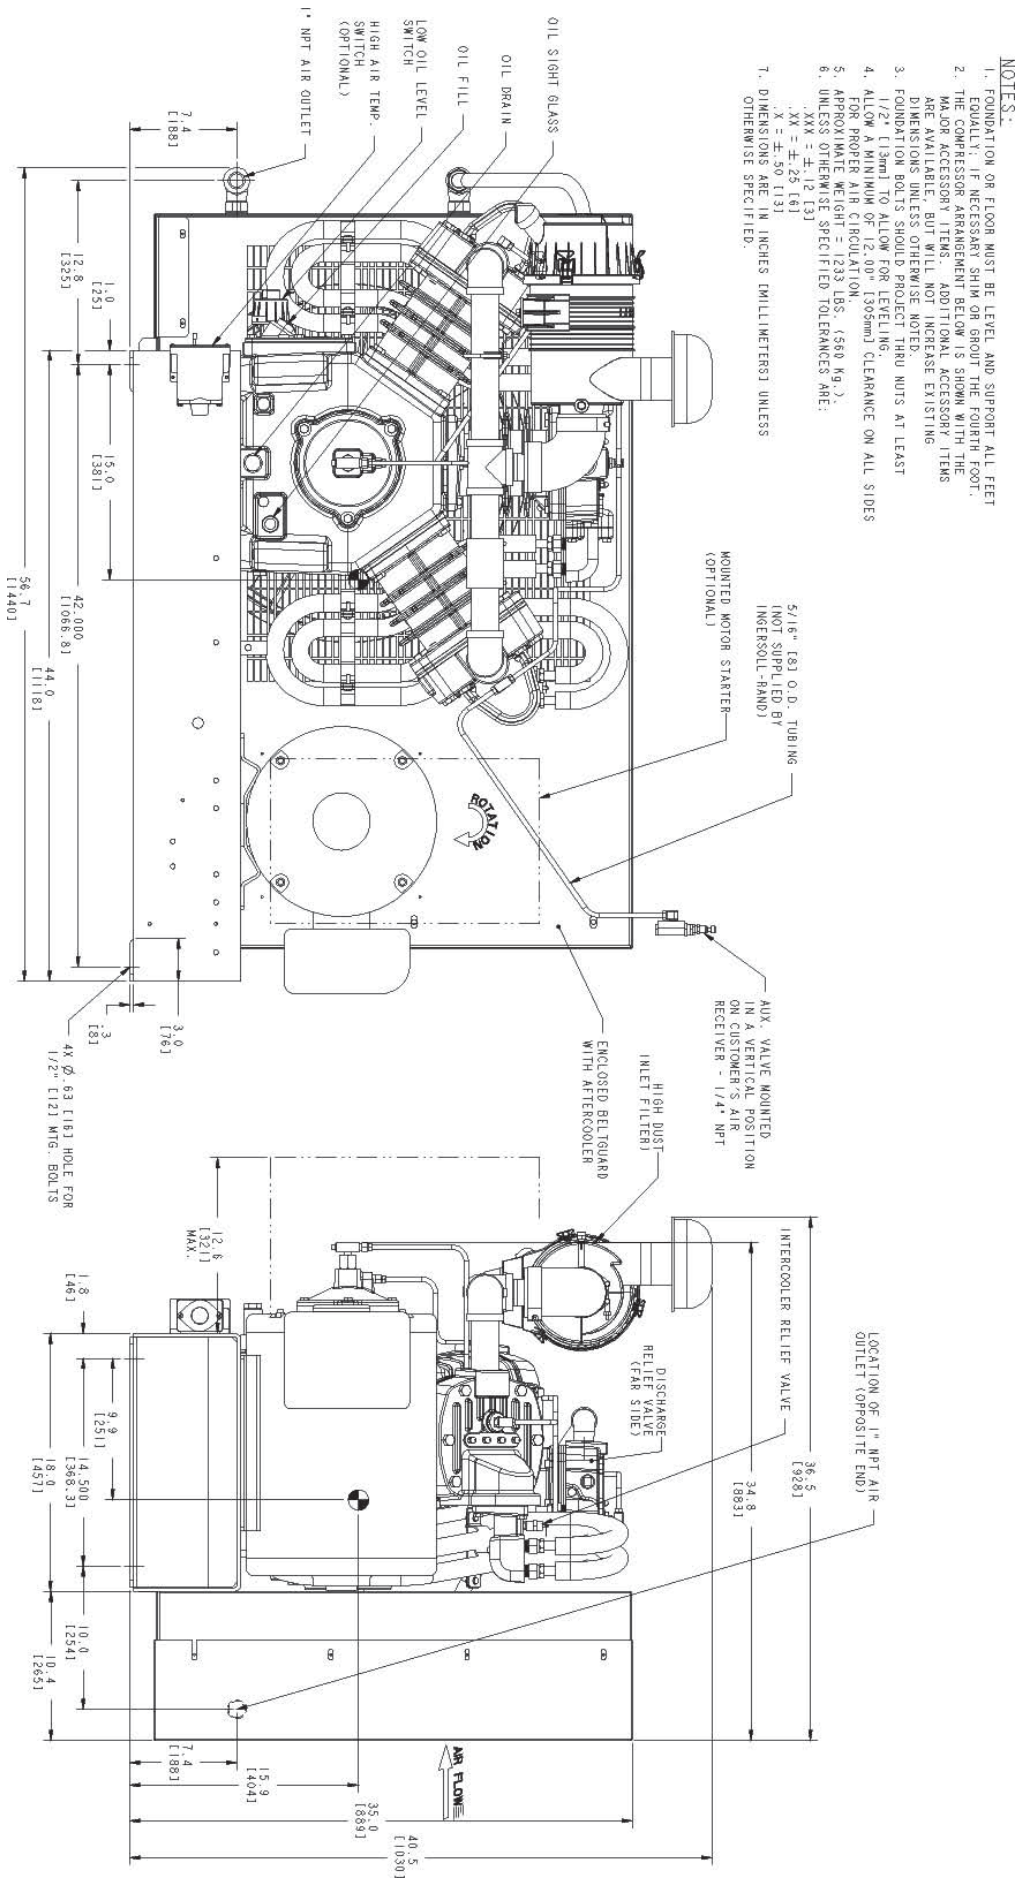 NOTES:
1. FOUNDATION OR FLOOR MUST BE LEVEL AND SUPPORT ALL FEET
EQUALLY; IF NECESSARY SHIM OR GROUT THE FOURTH FOOT.
2. THE COMPRESSOR ARRANGEMENT BELOW IS SHOWN WITH THE
MAJOR ACCESSORY ITEMS. ADDITIONAL ACCESSORY ITEMS
ARE AVAILABLE, BUT WILL NOT INCREASE EXISTING
DIMENSIONS UNLESS OTHERWISE NOTED.
3. FOUNDATION BOLTS SHOULD PROJECT THRU NUTS AT LEAST
1/2" [13mm] TO ALLOW FOR LEVELING.
4. ALLOW A MINIMUM OF 12.00" [305mm] CLEARANCE ON ALL SIDES
FOR PROPER AIR CIRCULATION.
5. APPROXIMATE WEIGHT = 1233 LBS. (560 Kg.).
6. UNLESS OTHERWISE SPECIFIED TOLERANCES ARE:
.XXX = ±.12 [3]
.XX = ±.25 [6]
.X = ±.50 [13]
7. DIMENSIONS ARE IN INCHES [MILLIMETERS] UNLESS
OTHERWISE SPECIFIED.
OIL SIGHT GLASS
OIL DRAIN
OIL FILL
LOW OIL LEVEL
SWITCH
HIGH AIR TEMP.
SWITCH
(OPTIONAL)
1" NPT AIR OUTLET
5/16" [8] O.D. TUBING
(NOT SUPPLIED BY
INGERSOLL-RAND)
MOUNTED MOTOR STARTER
(OPTIONAL)
ROTATION
AUX. VALVE MOUNTED
IN A VERTICAL POSITION
ON CUSTOMER'S AIR
RECEIVER - 1/4" NPT
ENCLOSED BELTGUARD
WITH AFTERCOOLER
7.4
[188]
12.8
[325]
1.0
[25]
15.0
[381]
42.000
[1066.8]
44.0
[1118]
56.7
[1440]
3.0
[76]
.3
[8]
4X Ø.63 [16] HOLE FOR
1/2" [12] MTG. BOLTS
HIGH DUST
INLET FILTER)
INTERCOOLER RELIEF VALVE
DISCHARGE
RELIEF VALVE
(FAR SIDE)
LOCATION OF 1" NPT AIR
OUTLET (OPPOSITE END)
36.5
[928]
34.8
[883]
12.6
[321]
MAX.
1.8
[46]
9.9
[251]
14.500
[368.3]
18.0
[457]
10.0
[254]
10.4
[265]
7.4
[188]
15.9
[404]
35.0
[889]
40.5
[1030]
AIR FLOW